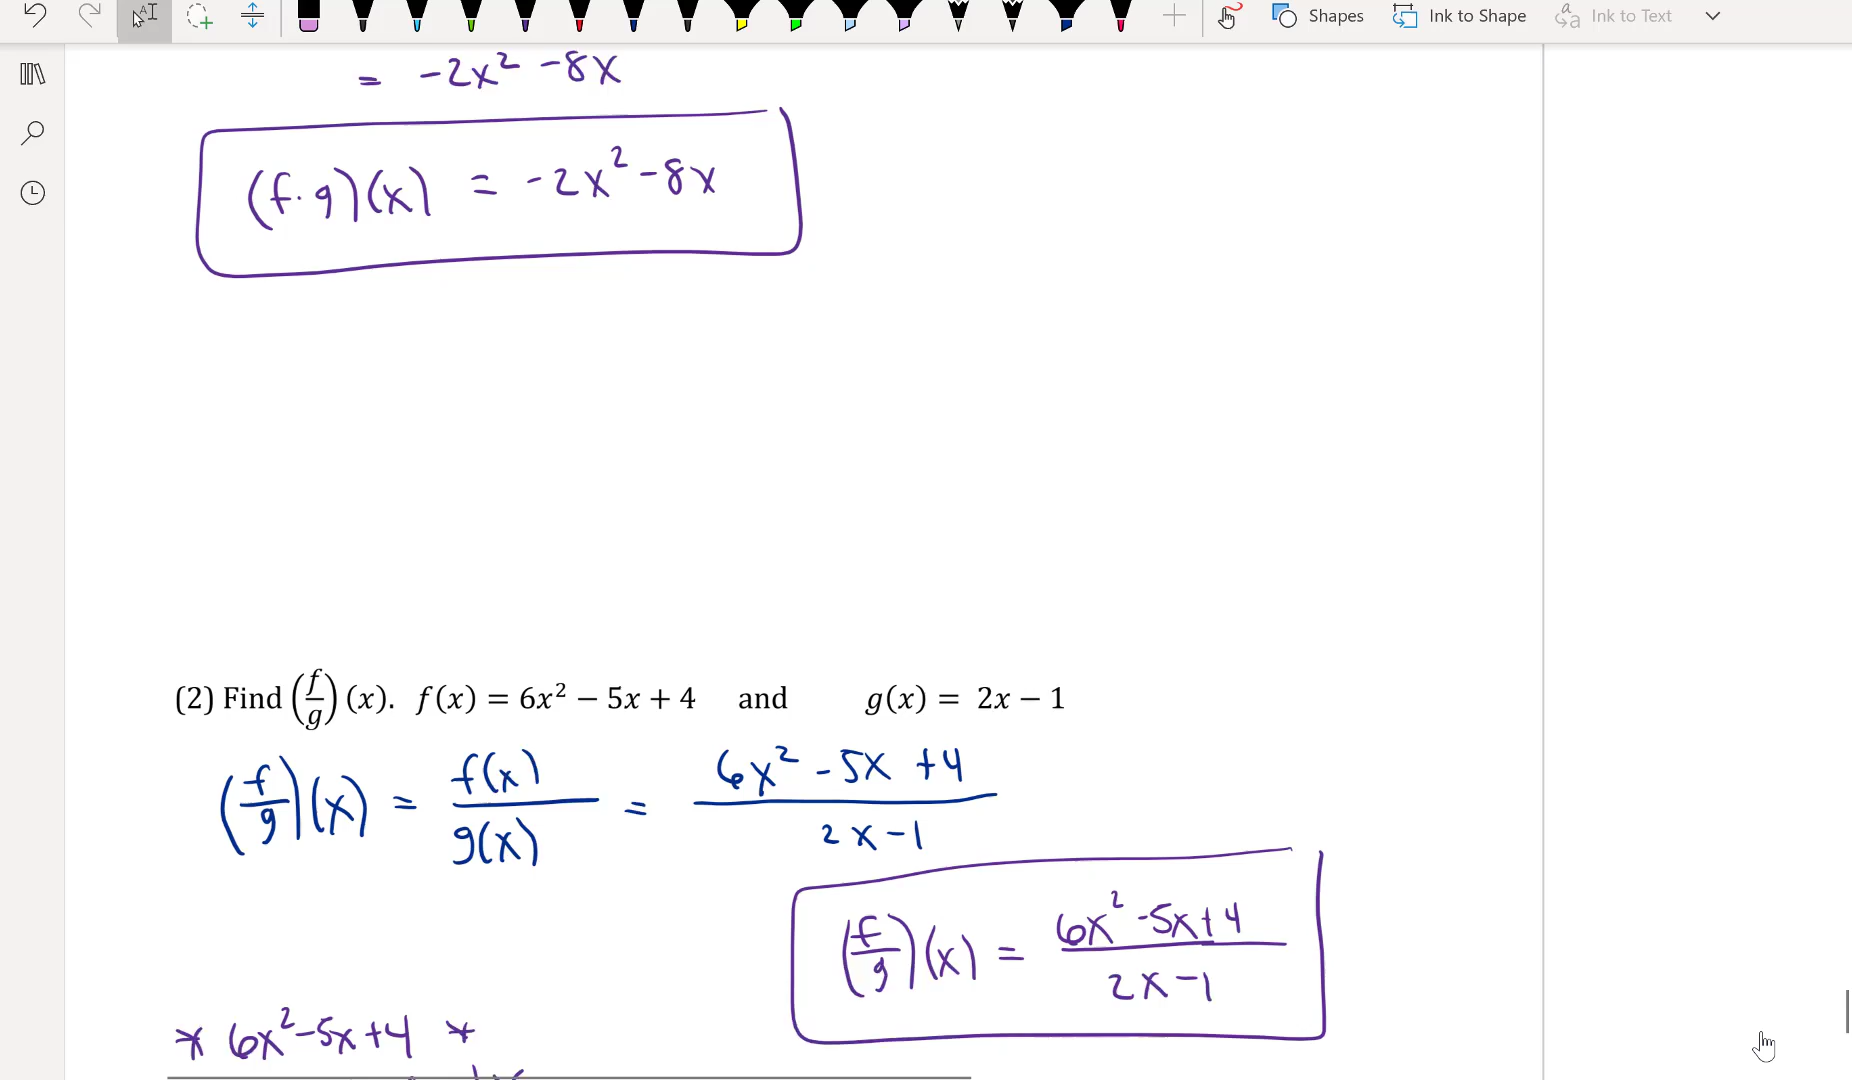 Shapes Ink to Shape Ink to Text
= -2x² -8x
(f·g)(x) = -2x² -8x
(2) Find (f/g)(x). f(x) = 6x² − 5x + 4 and g(x) = 2x − 1
(f/g)(x) = f(x)/g(x) = (6x² -5x +4)/(2x-1)
(f/g)(x) = (6x² -5x+4)/(2x-1)
* 6x²-5x+4 *